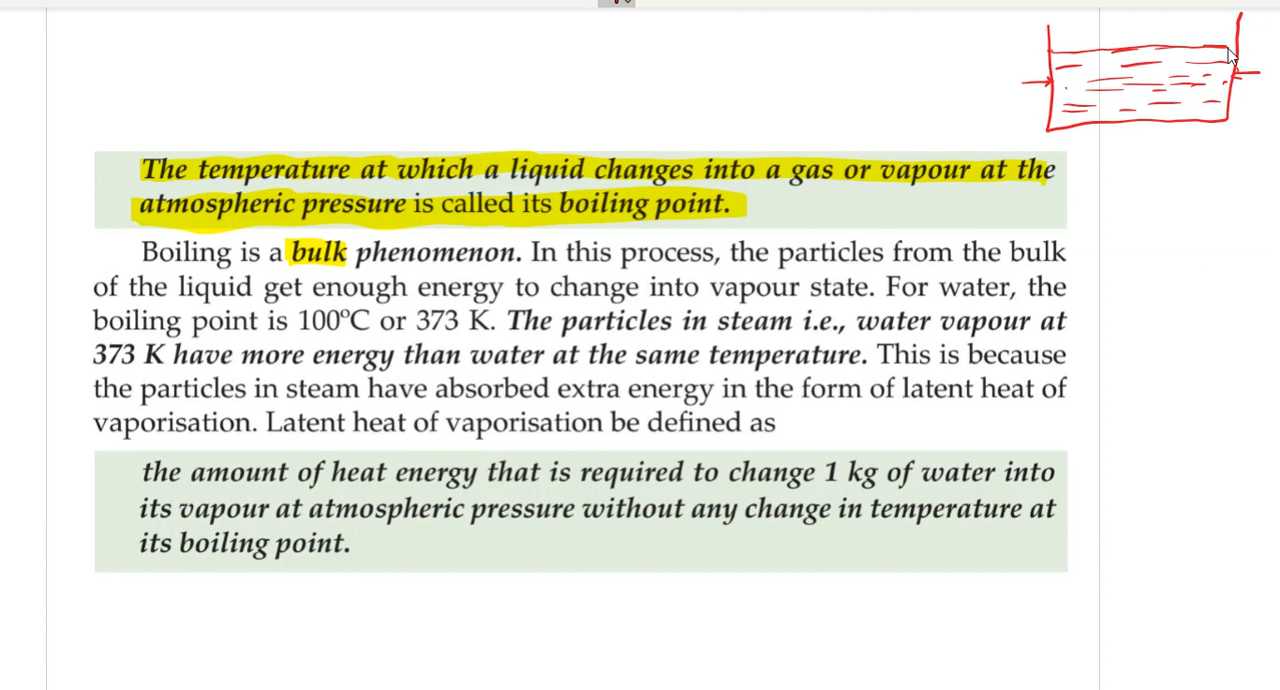 The temperature at which a liquid changes into a gas or vapour at the
atmospheric pressure is called its boiling point.
Boiling is a bulk phenomenon. In this process, the particles from the bulk
of the liquid get enough energy to change into vapour state. For water, the
boiling point is 100ºC or 373 K. The particles in steam i.e., water vapour at
373 K have more energy than water at the same temperature. This is because
the particles in steam have absorbed extra energy in the form of latent heat of
vaporisation. Latent heat of vaporisation be defined as
the amount of heat energy that is required to change 1 kg of water into
its vapour at atmospheric pressure without any change in temperature at
its boiling point.